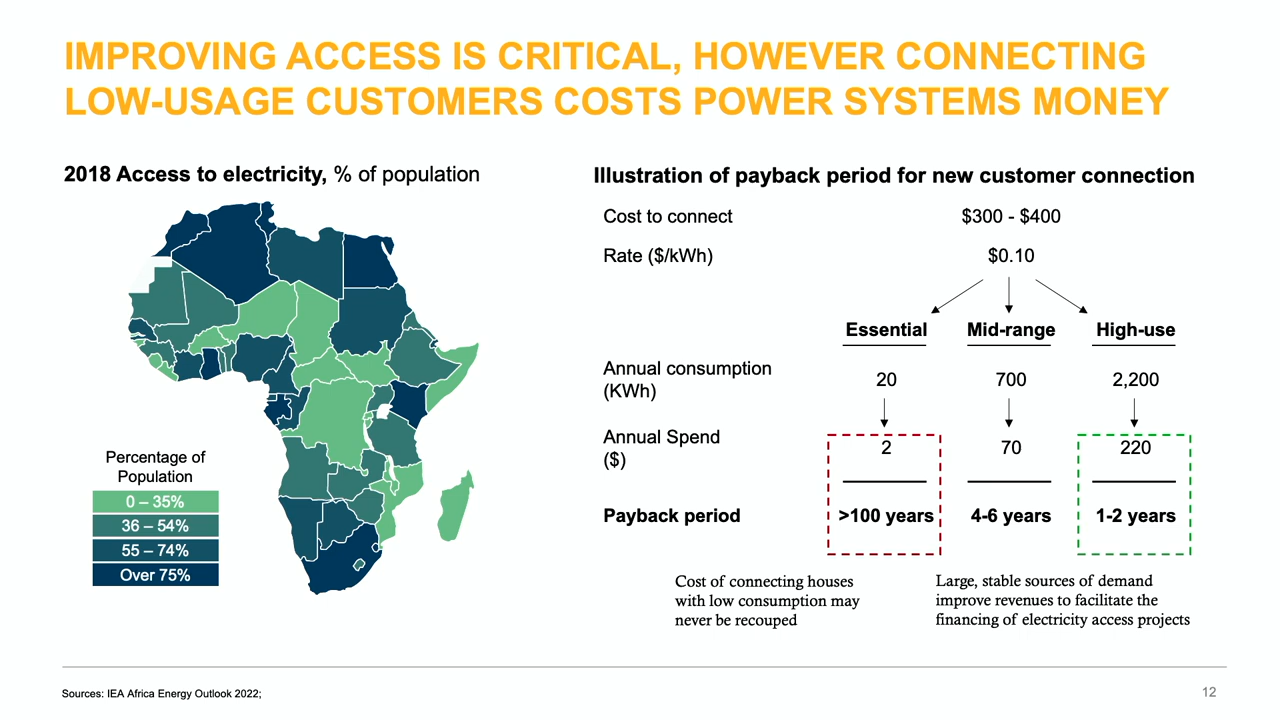 IMPROVING ACCESS IS CRITICAL, HOWEVER CONNECTING
LOW-USAGE CUSTOMERS COSTS POWER SYSTEMS MONEY
2018 Access to electricity, % of population
Percentage of
Population
0 – 35%
36 – 54%
55 – 74%
Over 75%
Illustration of payback period for new customer connection
Cost to connect $300 - $400
Rate ($/kWh) $0.10
Essential Mid-range High-use
Annual consumption
(KWh)
20 700 2,200
Annual Spend
($)
2 70 220
Payback period >100 years 4-6 years 1-2 years
Cost of connecting houses
with low consumption may
never be recouped
Large, stable sources of demand
improve revenues to facilitate the
financing of electricity access projects
Sources: IEA Africa Energy Outlook 2022;
12